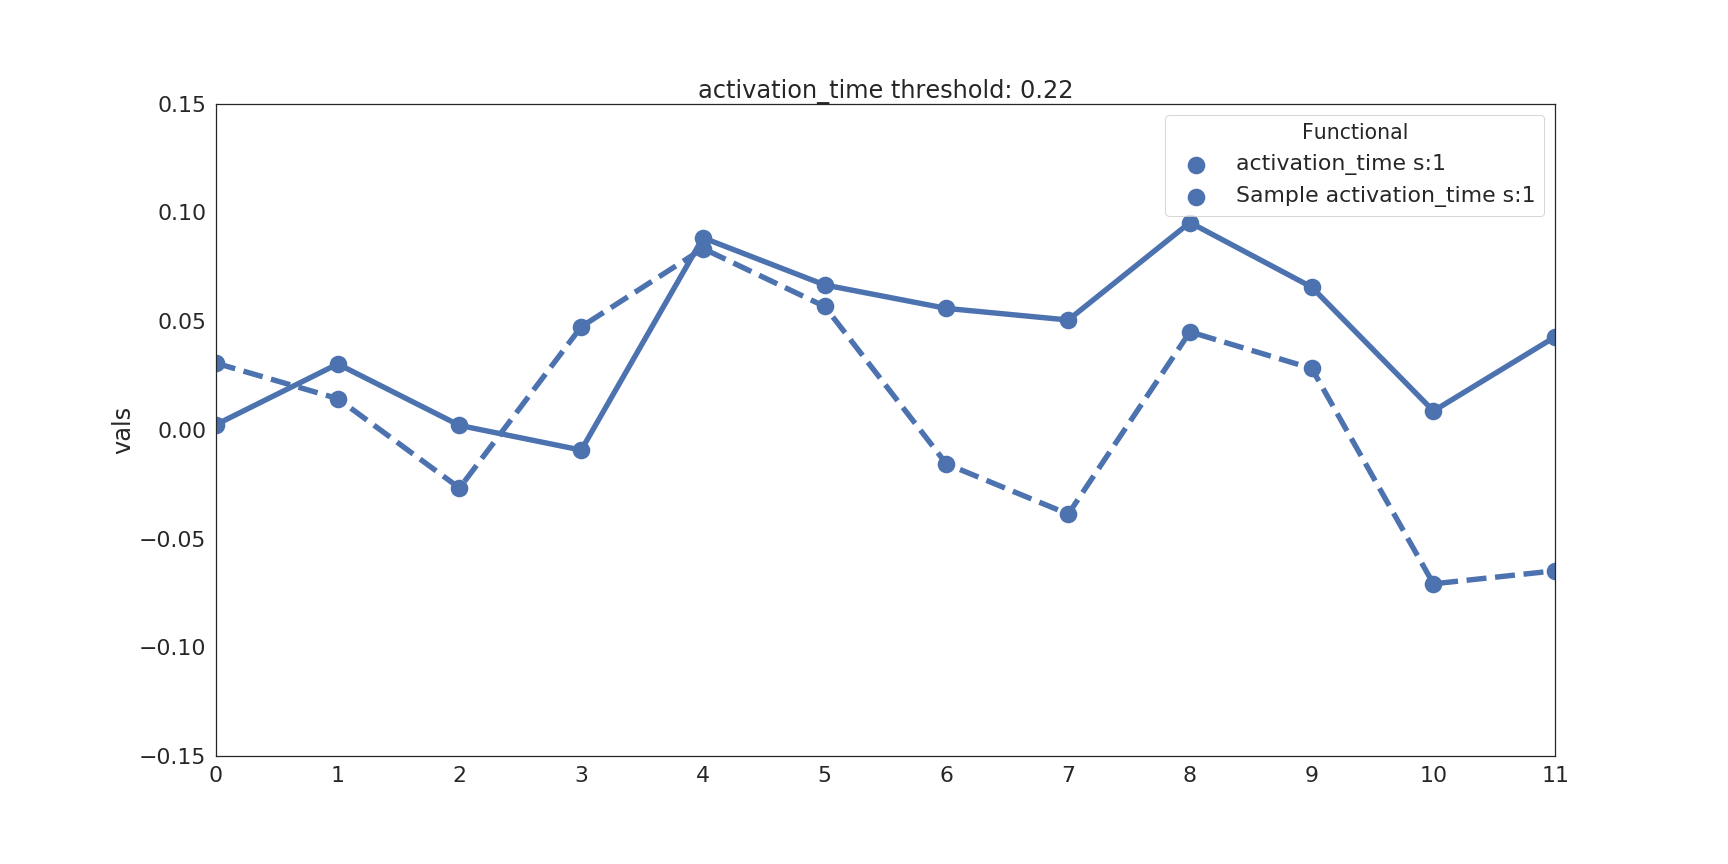 activation_time threshold: 0.22
Functional
activation_time s:1
Sample activation_time s:1
vals
0.15
0.10
0.05
0.00
−0.05
−0.10
−0.15
0 1 2 3 4 5 6 7 8 9 10 11